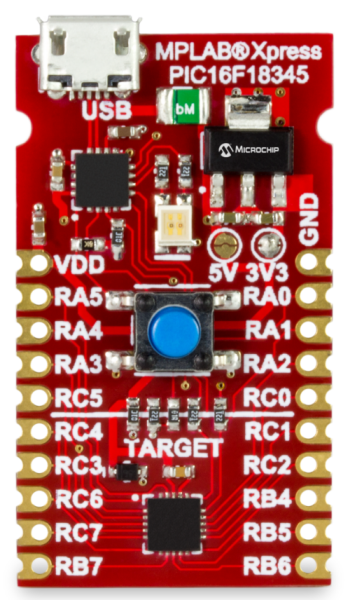 MPLAB® Xpress
PIC16F18345
USB
bM
MICROCHIP
GND
5V 3V3
VDD
RA5 RA0
RA4 RA1
RA3 RA2
RC5 RC0
RC4 RC1
TARGET
RC3 RC2
RC6 RB4
RC7 RB5
RB7 RB6